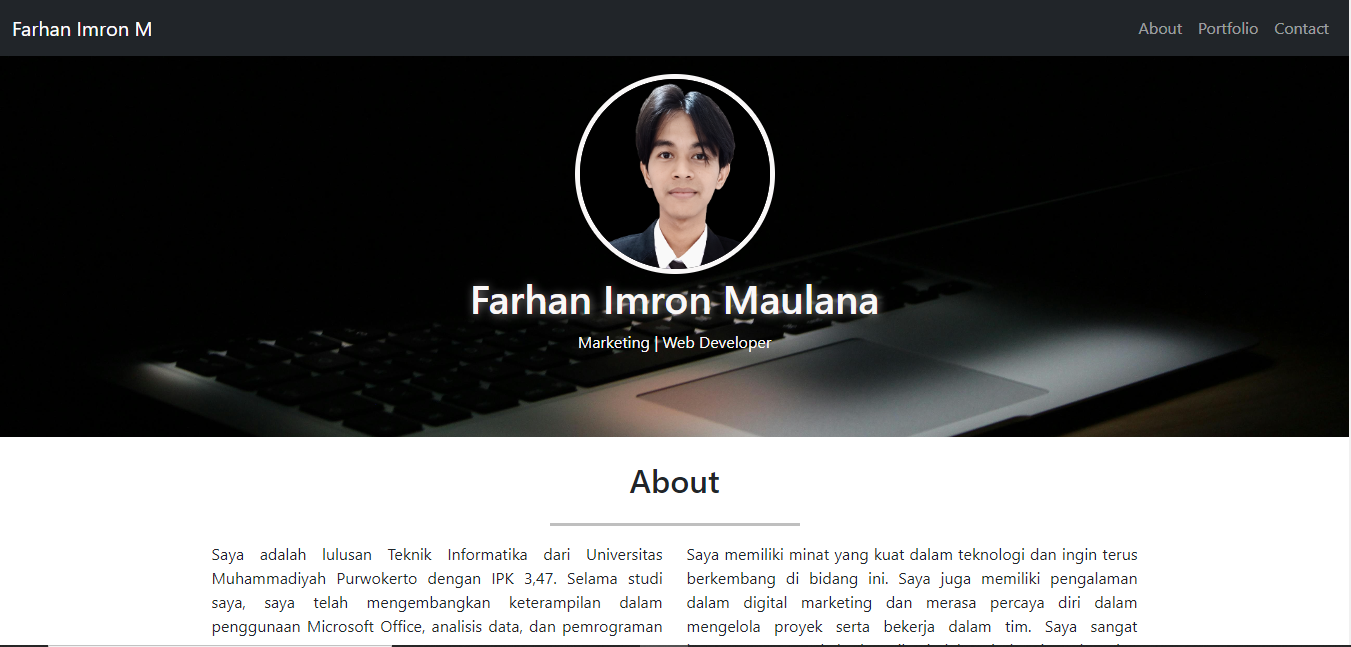 Farhan Imron M
About Portfolio Contact
Farhan Imron Maulana
Marketing | Web Developer
About
Saya adalah lulusan Teknik Informatika dari Universitas
Muhammadiyah Purwokerto dengan IPK 3,47. Selama studi
saya, saya telah mengembangkan keterampilan dalam
penggunaan Microsoft Office, analisis data, dan pemrograman
Saya memiliki minat yang kuat dalam teknologi dan ingin terus
berkembang di bidang ini. Saya juga memiliki pengalaman
dalam digital marketing dan merasa percaya diri dalam
mengelola proyek serta bekerja dalam tim. Saya sangat